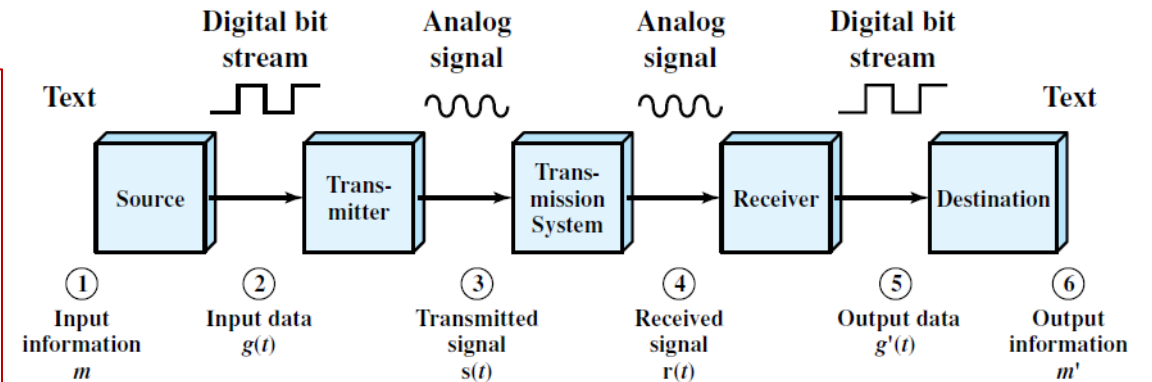 Digital bit
stream
Analog
signal
Analog
signal
Digital bit
stream
Text
Text
Source
Trans-
mitter
Trans-
mission
System
Receiver
Destination
1
Input
information
m
2
Input data
g(t)
3
Transmitted
signal
s(t)
4
Received
signal
r(t)
5
Output data
g'(t)
6
Output
information
m'